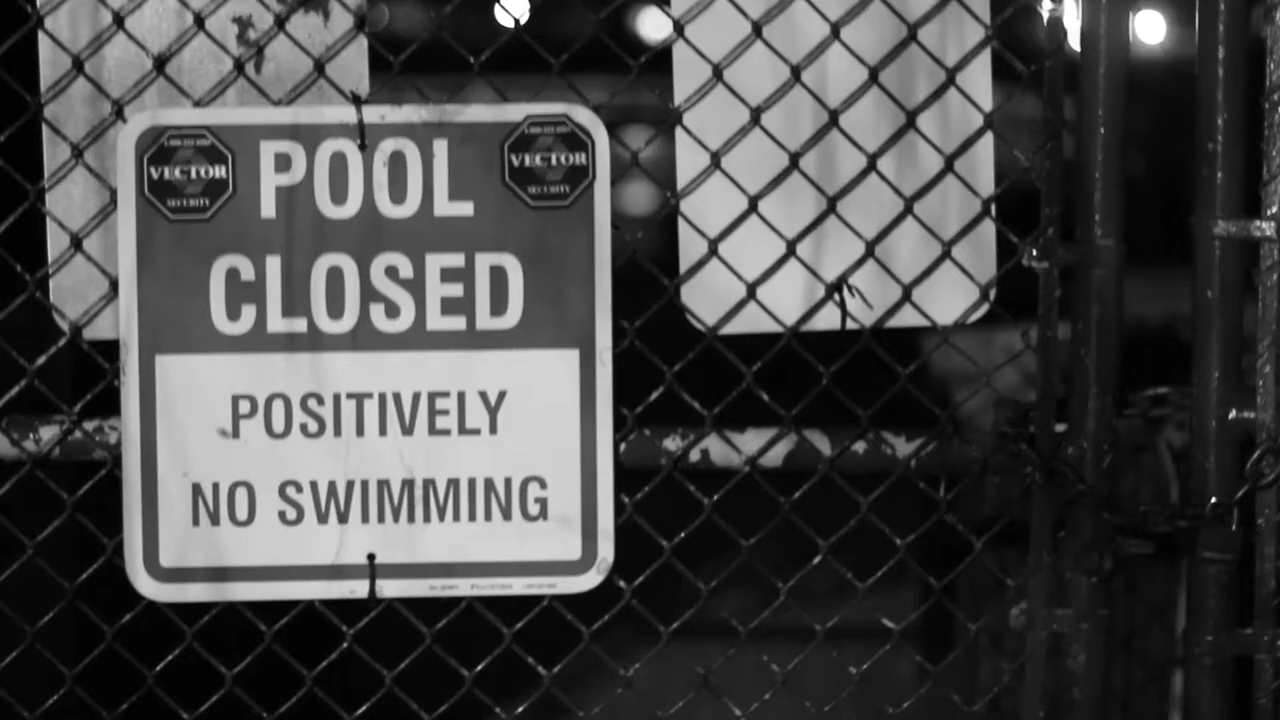 POOL
CLOSED
POSITIVELY
NO SWIMMING
VECTOR
SECURITY
VECTOR
SECURITY